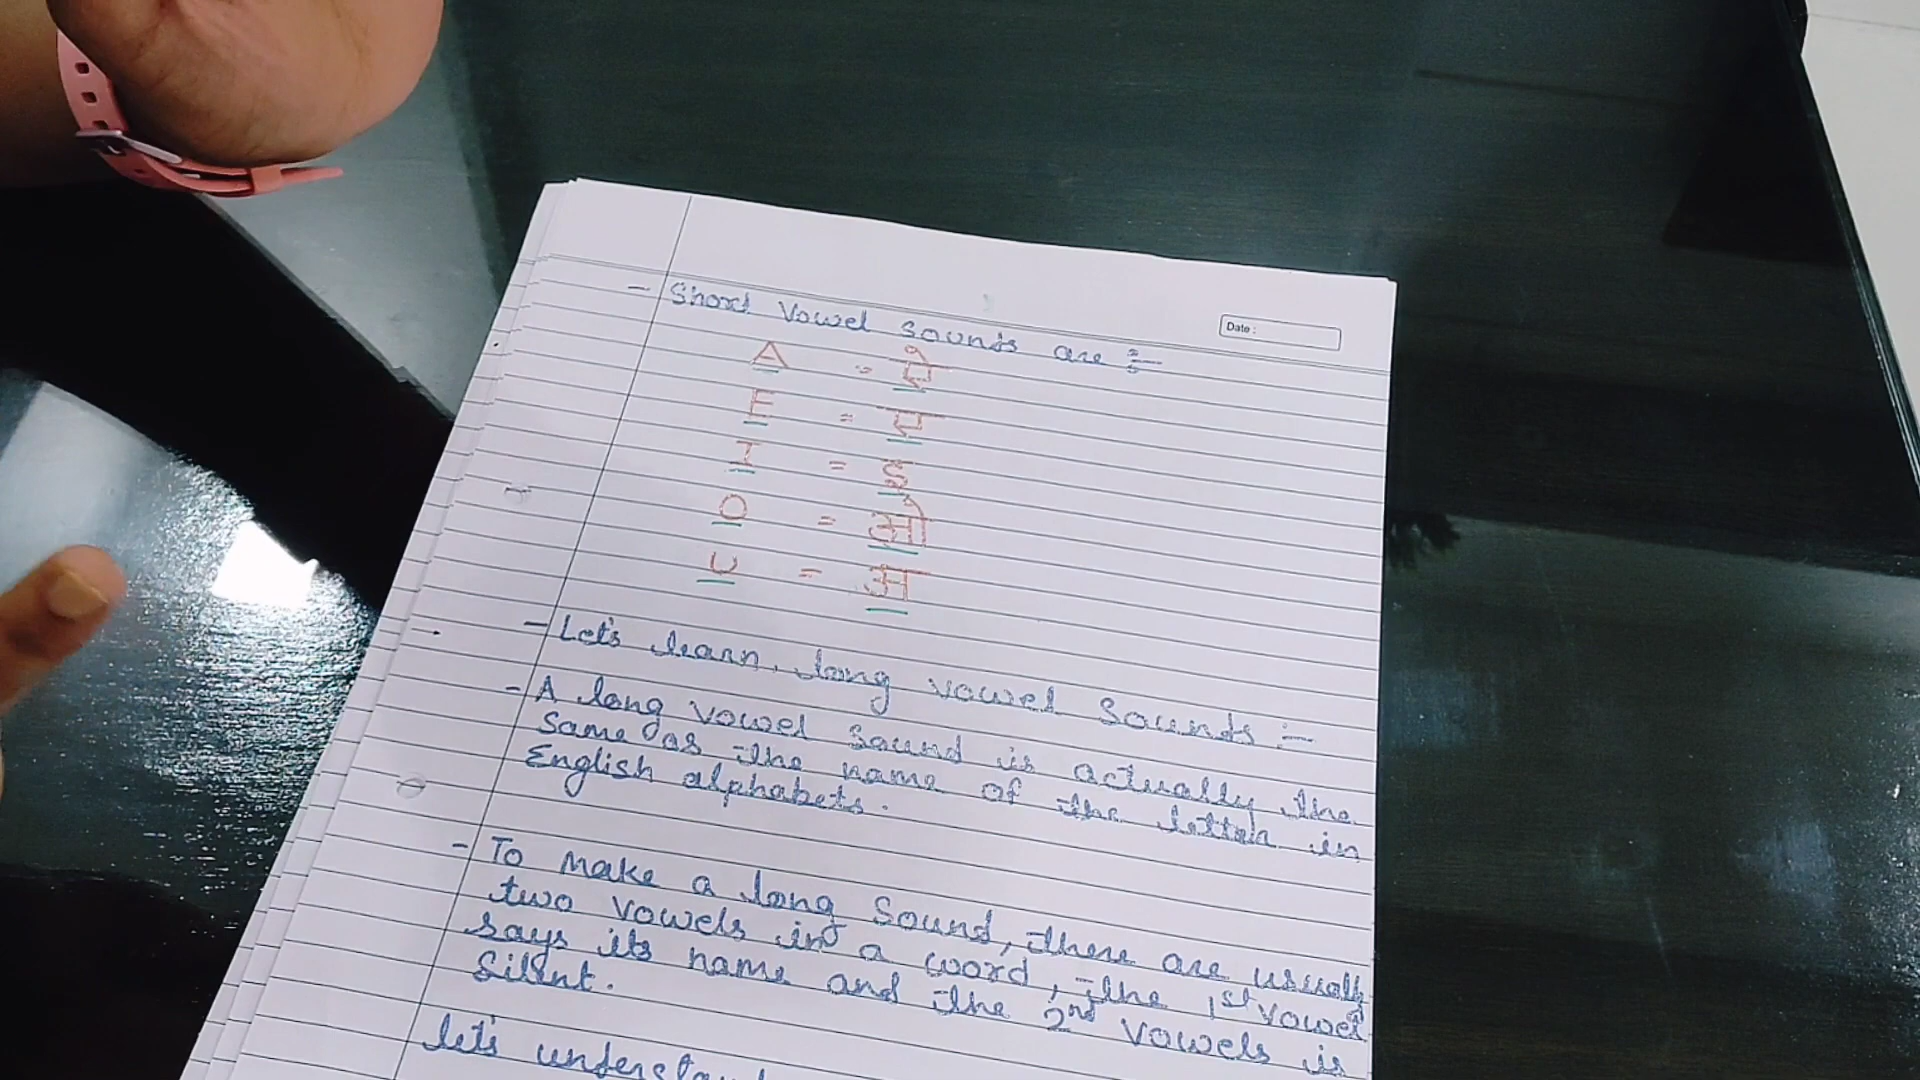 - Short Vowel sounds are :-
Date :
A = ऐ
E = ए
I = इ
O = ओ
U = अ
- Let's learn, long vowel Sounds :-
- A long vowel sound is actually the
Same as the name of the letter in
English alphabets.
- To Make a long Sound, there are usually
two vowels in a word, the 1st vowel
says its name and the 2nd vowels is
Silent.
let's